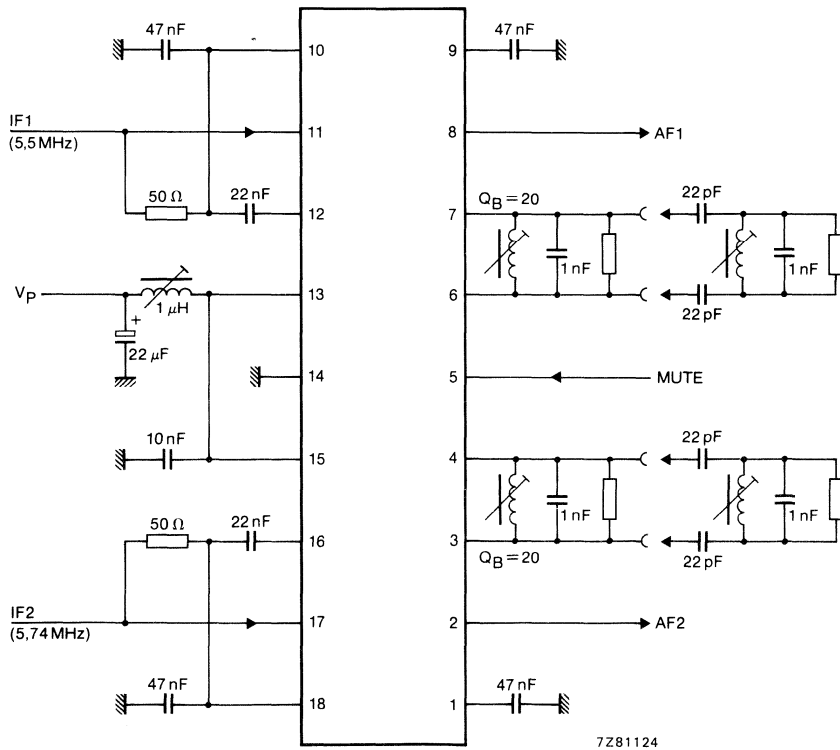 47 nF
10
9
47 nF
IF1
(5,5 MHz)
11
8
AF1
50 Ω
22 nF
12
7
Q_B = 20
22 pF
1 nF
1 nF
V_P
13
6
1 μH
22 pF
+
22 μF
14
5
MUTE
10 nF
15
4
22 pF
50 Ω
22 nF
1 nF
1 nF
16
3
Q_B = 20
22 pF
IF2
(5,74 MHz)
17
2
AF2
47 nF
18
1
47 nF
7Z81124